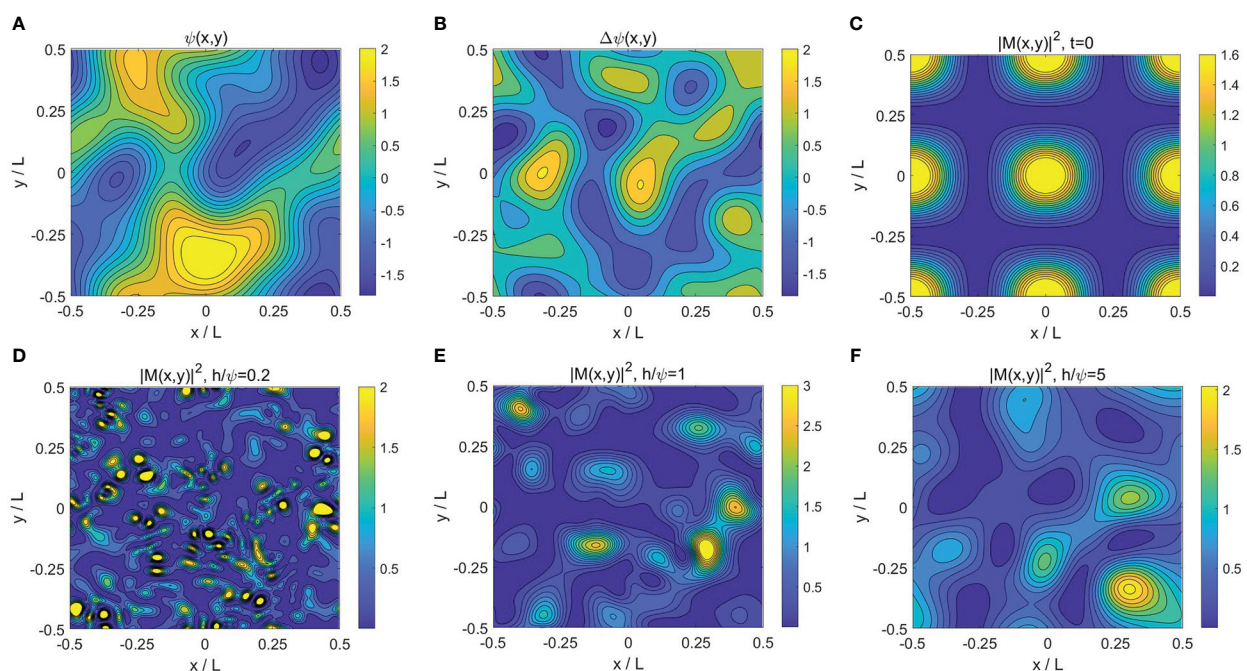 A
ψ(x,y)
0.5
0.25
0
-0.25
-0.5
-0.5 -0.25 0 0.25 0.5
y / L
x / L
2
1.5
1
0.5
0
-0.5
-1
-1.5
B
Δψ(x,y)
0.5
0.25
0
-0.25
-0.5
-0.5 -0.25 0 0.25 0.5
y / L
x / L
2
1.5
1
0.5
0
-0.5
-1
-1.5
C
|M(x,y)|², t=0
0.5
0.25
0
-0.25
-0.5
-0.5 -0.25 0 0.25 0.5
y / L
x / L
1.6
1.4
1.2
1
0.8
0.6
0.4
0.2
D
|M(x,y)|², h/ψ=0.2
0.5
0.25
0
-0.25
-0.5
-0.5 -0.25 0 0.25 0.5
y / L
x / L
2
1.5
1
0.5
E
|M(x,y)|², h/ψ=1
0.5
0.25
0
-0.25
-0.5
-0.5 -0.25 0 0.25 0.5
y / L
x / L
3
2.5
2
1.5
1
0.5
F
|M(x,y)|², h/ψ=5
0.5
0.25
0
-0.25
-0.5
-0.5 -0.25 0 0.25 0.5
y / L
x / L
2
1.5
1
0.5